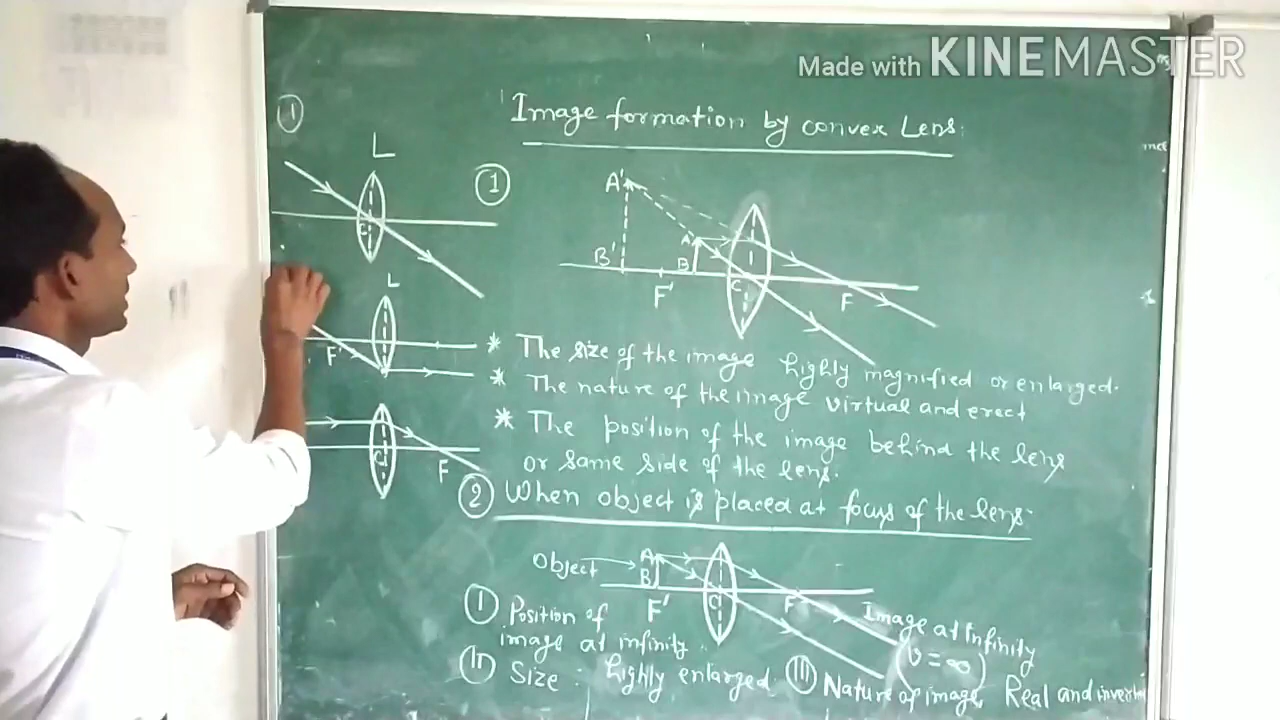 Made with KINEMASTER
Image formation by convex Lens:
1
L
C
L
F'
C
F
1
A'
B'
A
B
F'
C
F
* The size of the image highly magnified or enlarged.
* The nature of the image virtual and erect
* The position of the image behind the lens
or same side of the lens.
2 When object is placed at focus of the lens.
Object
A
B
F'
C
F
Image at Infinity
(v = ∞)
I Position of
image at infinity.
II Size : highly enlarged
III Nature of image Real and